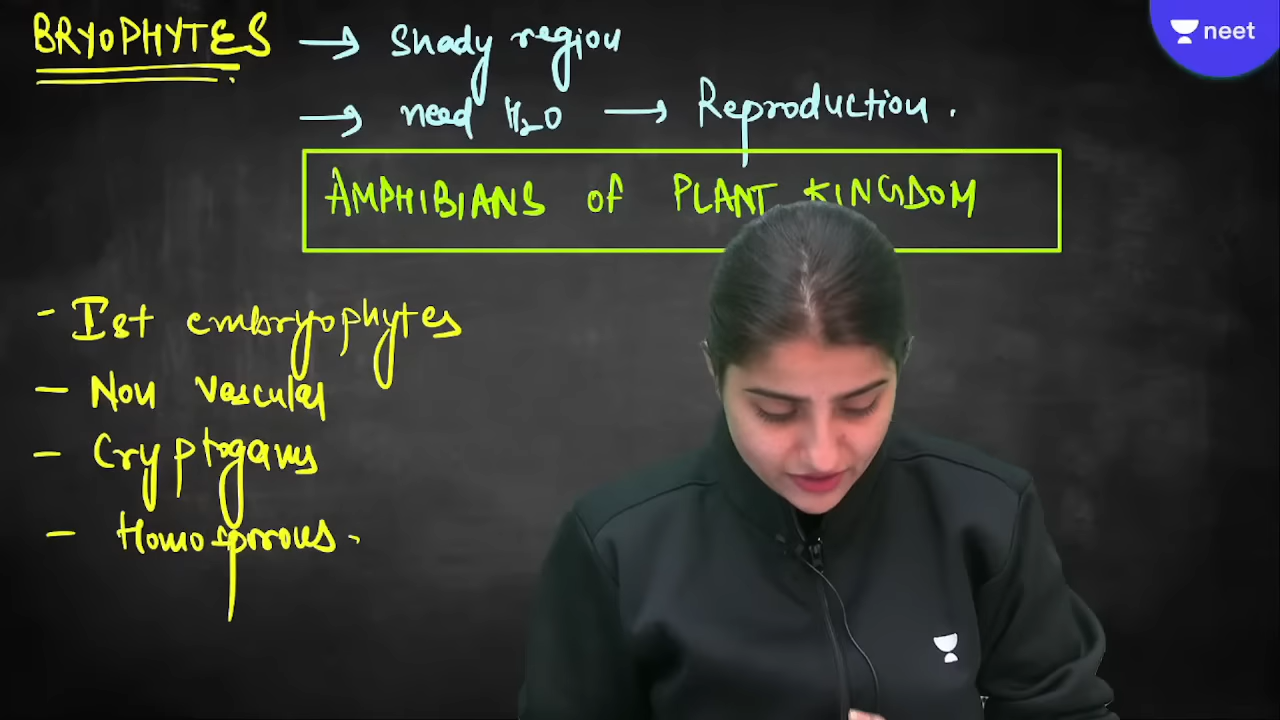 BRYOPHYTES → Shady region
→ need H2O → Reproduction.
AMPHIBIANS of PLANT KINGDOM
- Ist embryophytes
- Non vascular
- Cryptogams
- Homosporous.
neet